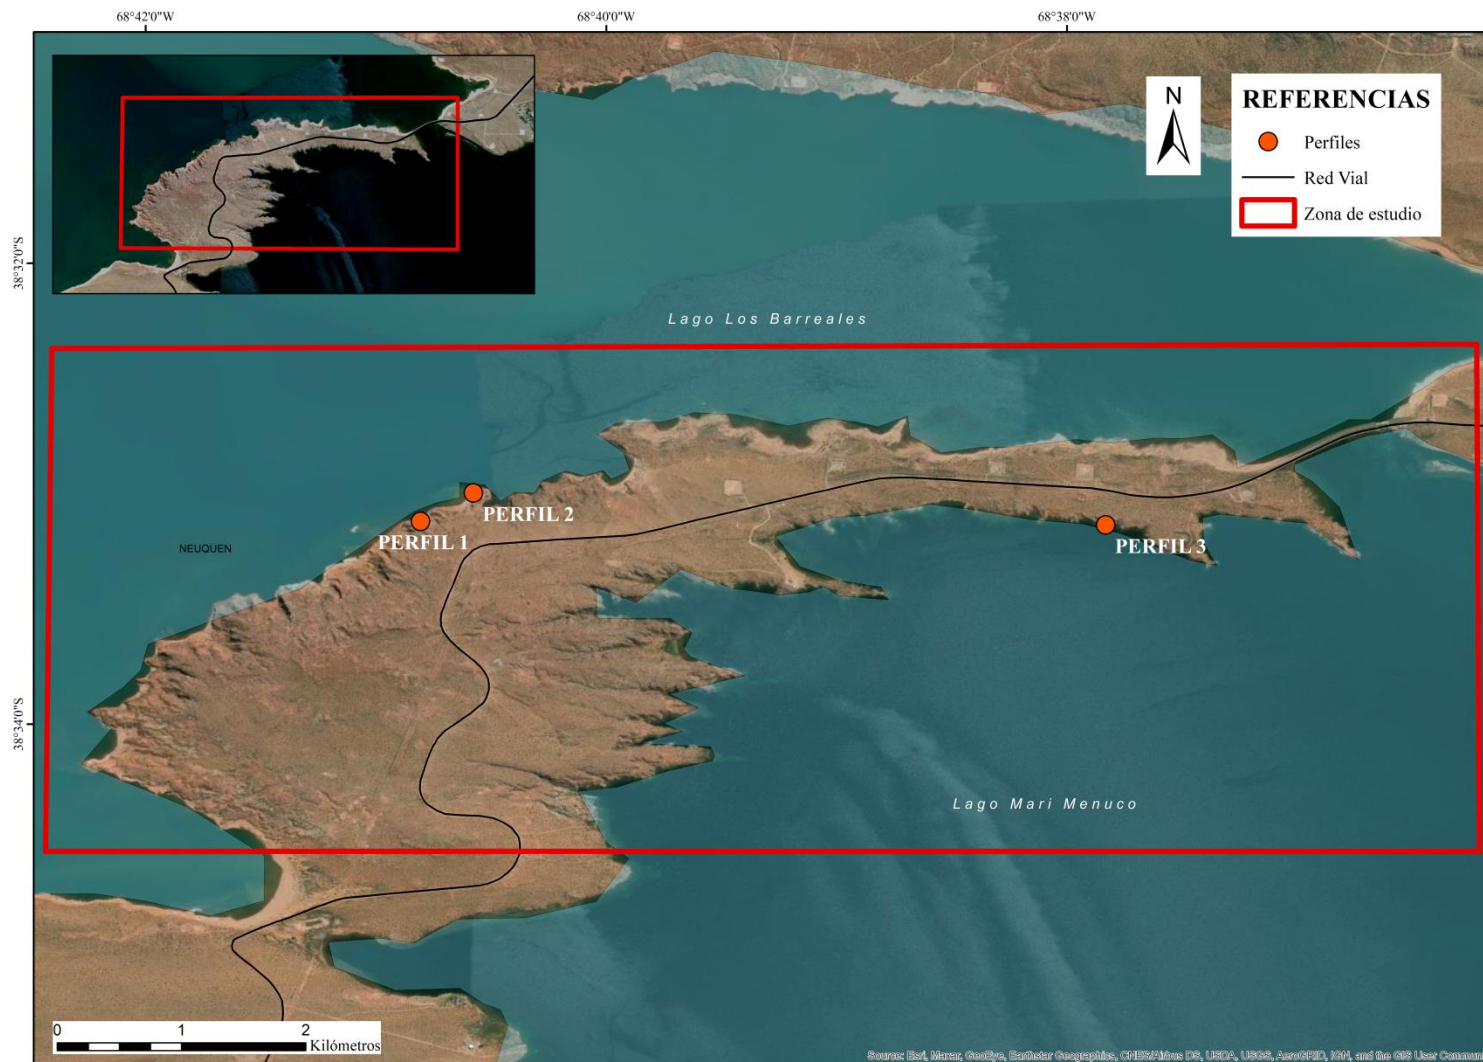 68°42'0"W
68°40'0"W
68°38'0"W
N
REFERENCIAS
Perfiles
Red Vial
Zona de estudio
38°32'0"S
Lago Los Barreales
PERFIL 2
PERFIL 1
NEUQUEN
PERFIL 3
38°34'0"S
Lago Mari Menuco
0 1 2
Kilómetros
Source: Esri, Maxar, GeoEye, Earthstar Geographics, CNES/Airbus DS, USDA, USGS, AeroGRID, IGN, and the GIS User